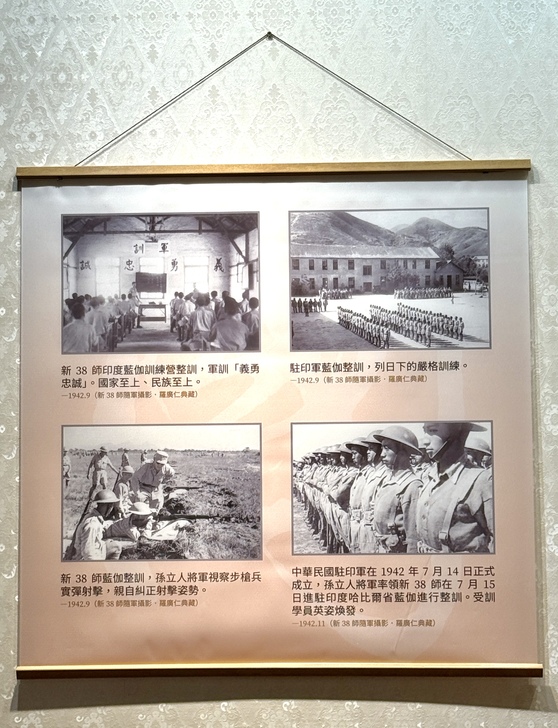 訓 軍
誠 忠 勇 義
新 38 師印度藍伽訓練營整訓，軍訓「義勇
忠誠」。國家至上、民族至上。
—1942.9（新 38 師隨軍攝影．羅廣仁典藏）
駐印軍藍伽整訓，列日下的嚴格訓練。
—1942.9（新 38 師隨軍攝影．羅廣仁典藏）
新 38 師藍伽整訓，孫立人將軍視察步槍兵
實彈射擊，親自糾正射擊姿勢。
—1942.9（新 38 師隨軍攝影．羅廣仁典藏）
中華民國駐印軍在 1942 年 7 月 14 日正式
成立，孫立人將軍率領新 38 師在 7 月 15
日進駐印度哈比爾省藍伽進行整訓。受訓
學員英姿煥發。
—1942.11（新 38 師隨軍攝影．羅廣仁典藏）